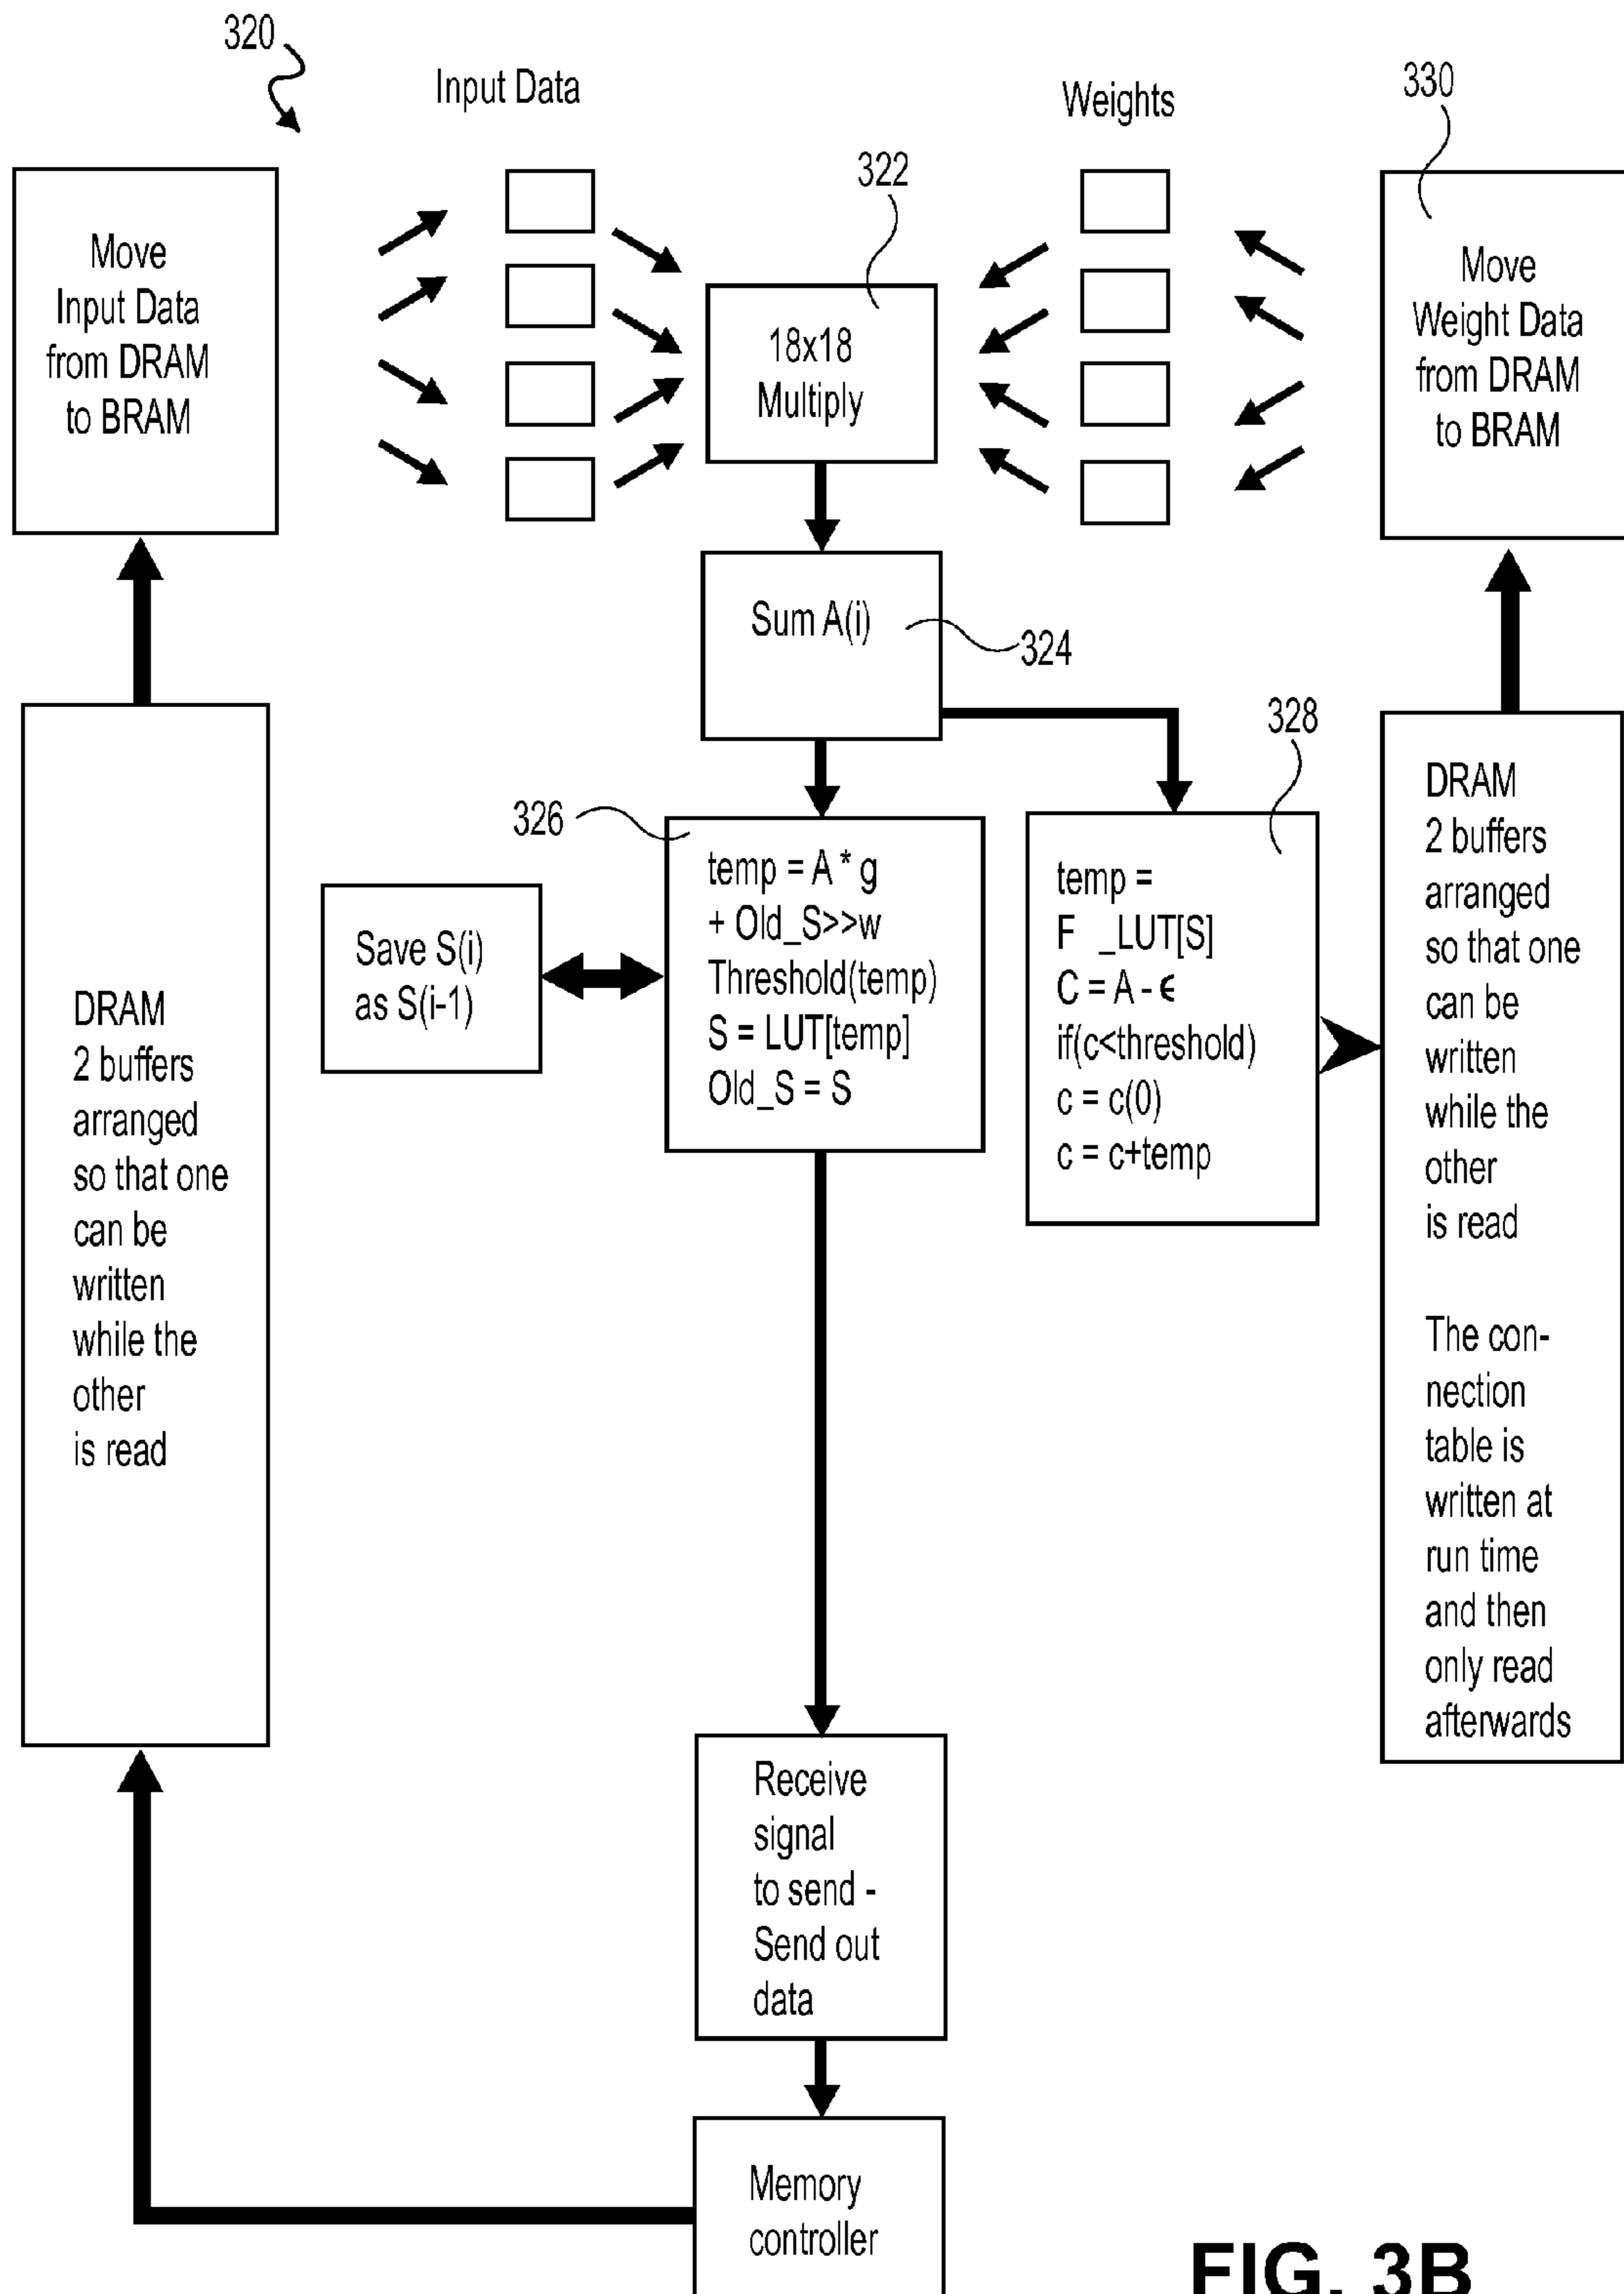 320
Input Data
Weights
330
322
Move
Input Data
from DRAM
to BRAM
18x18
Multiply
Move
Weight Data
from DRAM
to BRAM
Sum A(i)
324
328
326
temp = A * g
+ Old_S>>w
Threshold(temp)
S = LUT[temp]
Old_S = S
Save S(i)
as S(i-1)
temp =
F _LUT[S]
C = A - ϵ
if(c<threshold)
c = c(0)
c = c+temp
DRAM
2 buffers
arranged
so that one
can be
written
while the
other
is read
The con-
nection
table is
written at
run time
and then
only read
afterwards
DRAM
2 buffers
arranged
so that one
can be
written
while the
other
is read
Receive
signal
to send -
Send out
data
Memory
controller
FIG. 3B